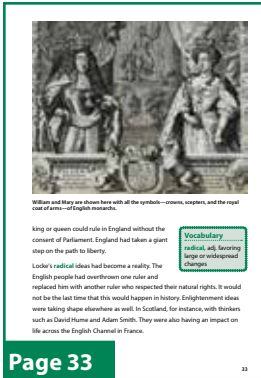 William and Mary are shown here with all the symbols—crowns, scepters, and the royal
coat of arms—of English monarchs.
king or queen could rule in England without the
consent of Parliament. England had taken a giant
step on the path to liberty.
Vocabulary
radical, adj. favoring
large or widespread
changes
Locke's radical ideas had become a reality. The
English people had overthrown one ruler and
replaced him with another ruler who respected their natural rights. It would
not be the last time that this would happen in history. Enlightenment ideas
were taking shape elsewhere as well. In Scotland, for instance, with thinkers
such as David Hume and Adam Smith. They were also having an impact on
life across the English Channel in France.
Page 33
33